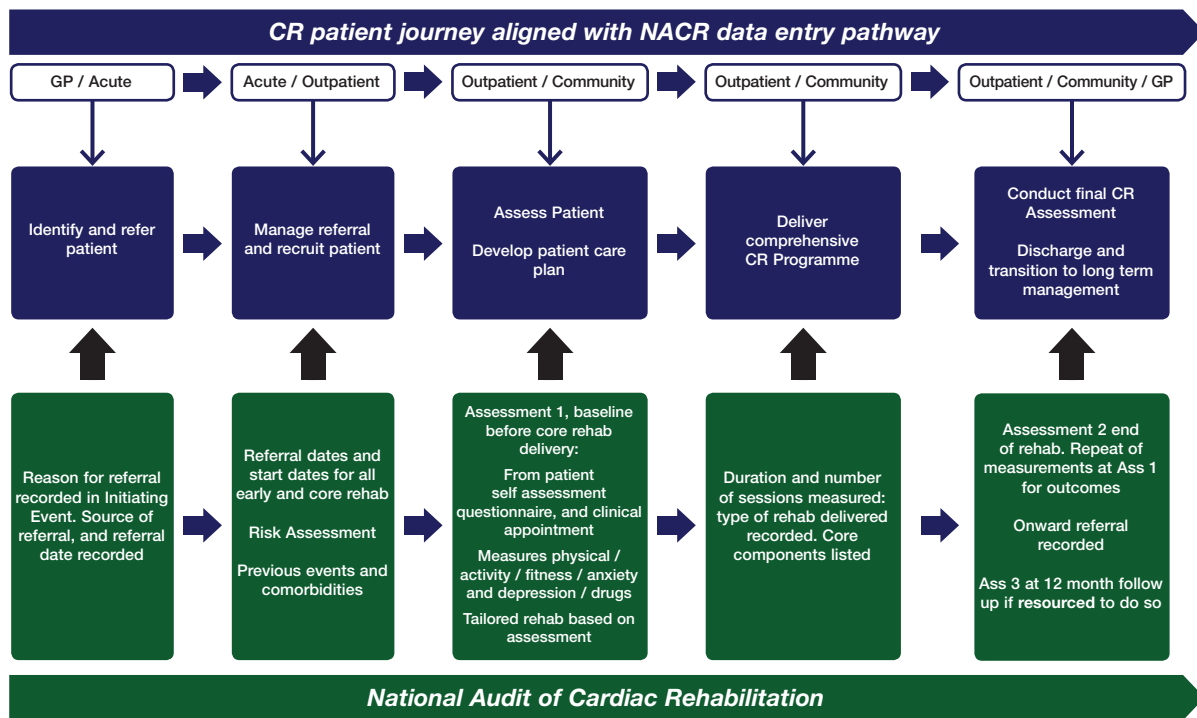 CR patient journey aligned with NACR data entry pathway
GP / Acute
Acute / Outpatient
Outpatient / Community
Outpatient / Community
Outpatient / Community / GP
Identify and refer
patient
Manage referral
and recruit patient
Assess Patient
Develop patient care
plan
Deliver
comprehensive
CR Programme
Conduct final CR
Assessment
Discharge and
transition to long term
management
Reason for referral
recorded in Initiating
Event. Source of
referral, and referral
date recorded
Referral dates and
start dates for all
early and core rehab
Risk Assessment
Previous events and
comorbidities
Assessment 1, baseline
before core rehab
delivery:
From patient
self assessment
questionnaire, and clinical
appointment
Measures physical /
activity / fitness / anxiety
and depression / drugs
Tailored rehab based on
assessment
Duration and number
of sessions measured:
type of rehab delivered
recorded. Core
components listed
Assessment 2 end
of rehab. Repeat of
measurements at Ass 1
for outcomes
Onward referral
recorded
Ass 3 at 12 month follow
up if resourced to do so
National Audit of Cardiac Rehabilitation